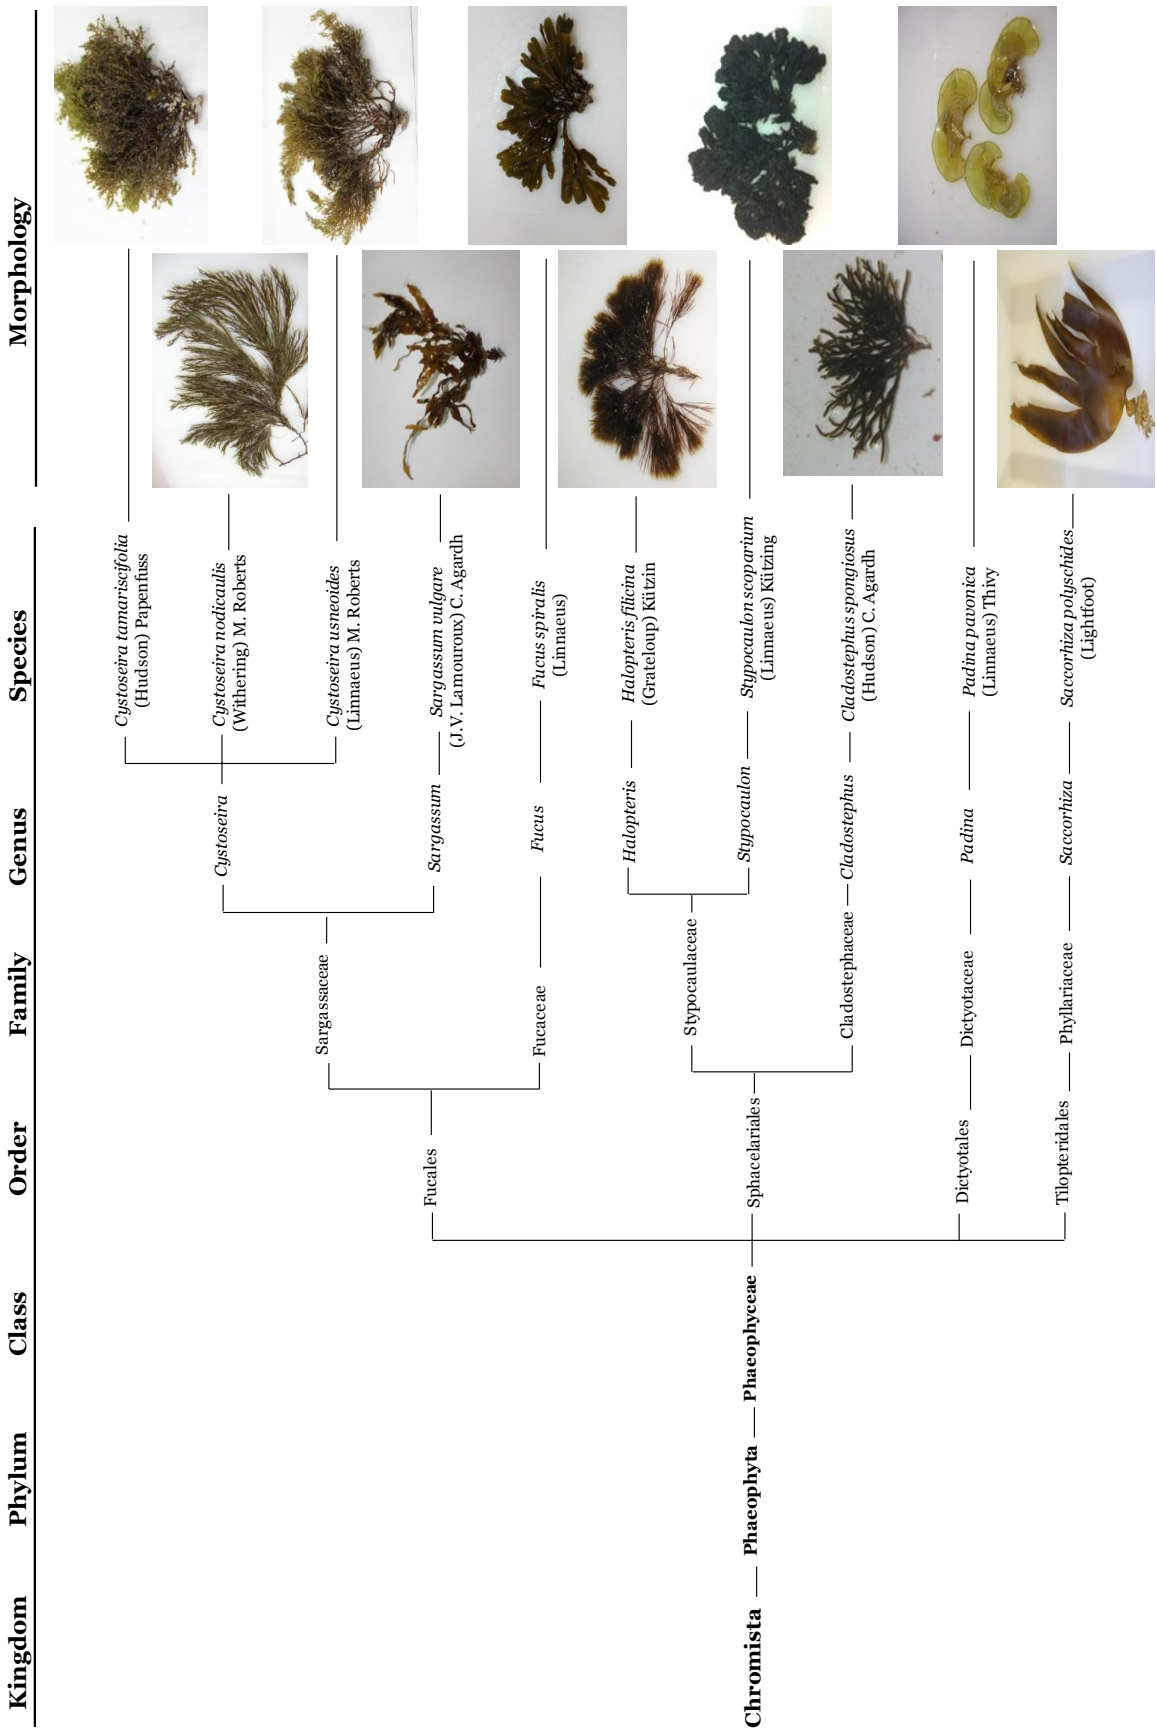 Kingdom
Phylum
Class
Order
Family
Genus
Species
Morphology
Chromista
Phaeophyta
Phaeophyceae
Fucales
Sphacelariales
Dictyotales
Tilopteridales
Sargassaceae
Fucaceae
Stypocaulaceae
Cladostephaceae
Dictyotaceae
Phyllariaceae
Cystoseira
Sargassum
Fucus
Halopteris
Stypocaulon
Cladostephus
Padina
Saccorhiza
Cystoseira tamariscifolia
(Hudson) Papenfuss
Cystoseira nodicaulis
(Withering) M. Roberts
Cystoseira usneoides
(Linnaeus) M. Roberts
Sargassum vulgare
(J.V. Lamouroux) C. Agardh
Fucus spiralis
(Linnaeus)
Halopteris filicina
(Grateloup) Kützin
Stypocaulon scoparium
(Linnaeus) Kützing
Cladostephus spongiosus
(Hudson) C. Agardh
Padina pavonica
(Linnaeus) Thivy
Saccorhiza polyschides
(Lightfoot)